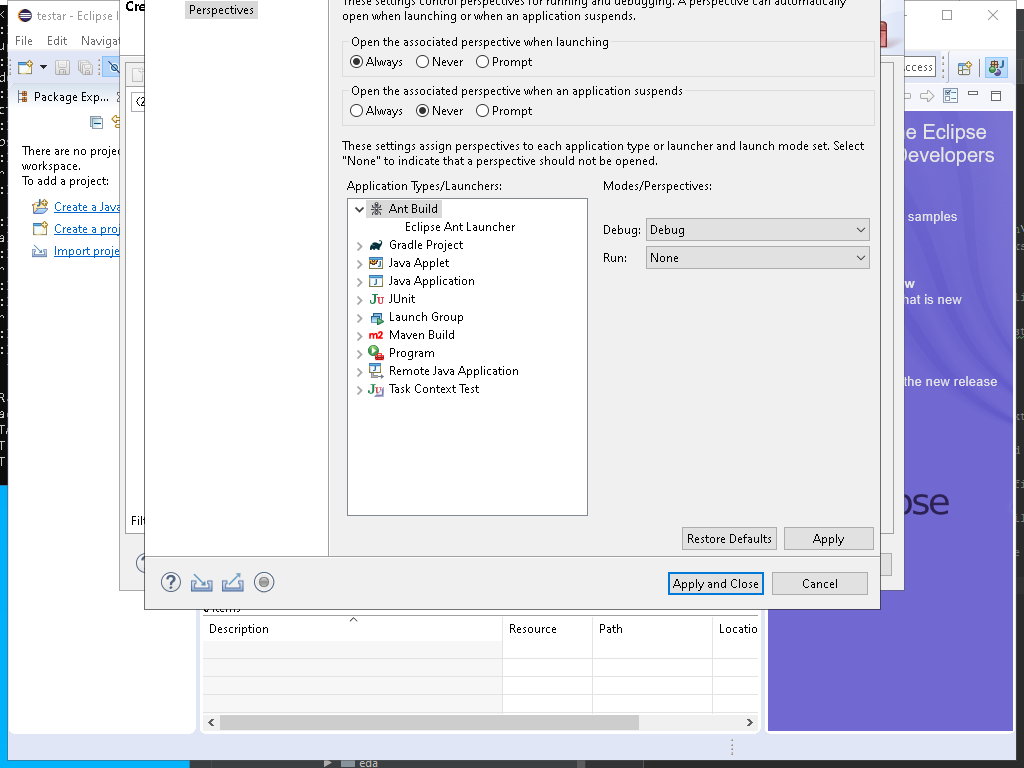 testar - Eclipse I
Cre
Perspectives
These settings control perspectives for running and debugging. A perspective can automatically
open when launching or when an application suspends.
File Edit Navigat
Open the associated perspective when launching
Always Never Prompt
ccess
Package Exp...
Open the associated perspective when an application suspends
Always Never Prompt
There are no proje
workspace.
To add a project:
Create a Java
Create a proj
Import proje
These settings assign perspectives to each application type or launcher and launch mode set. Select
"None" to indicate that a perspective should not be opened.
Application Types/Launchers:
Modes/Perspectives:
Ant Build
Eclipse Ant Launcher
Gradle Project
Java Applet
Java Application
JUnit
Launch Group
Maven Build
Program
Remote Java Application
Task Context Test
Debug: Debug
Run: None
e Eclipse
Developers
samples
w
hat is new
the new release
ose
Filt
Restore Defaults Apply
Apply and Close Cancel
0 items
Description Resource Path Locatio
eda